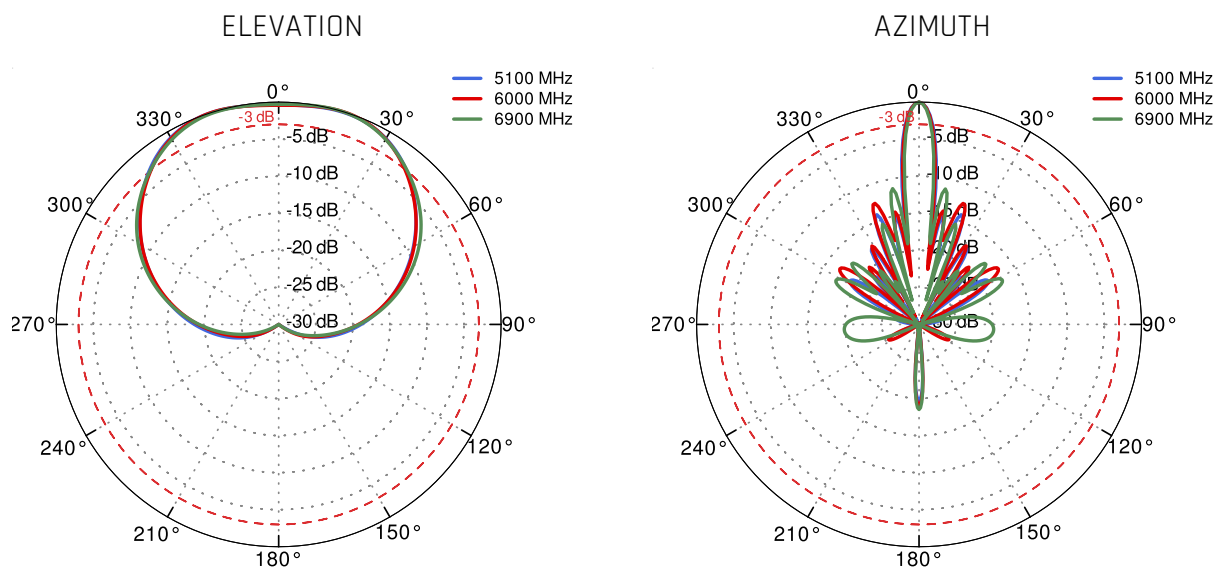 ELEVATION
5100 MHz
6000 MHz
6900 MHz
0°
330°
-3 dB
30°
-5 dB
-10 dB
300°
-15 dB
60°
-20 dB
-25 dB
270°
-30 dB
90°
240°
120°
210°
150°
180°
AZIMUTH
5100 MHz
6000 MHz
6900 MHz
0°
330°
-3 dB
30°
-5 dB
-10 dB
300°
60°
270°
90°
240°
120°
210°
150°
180°